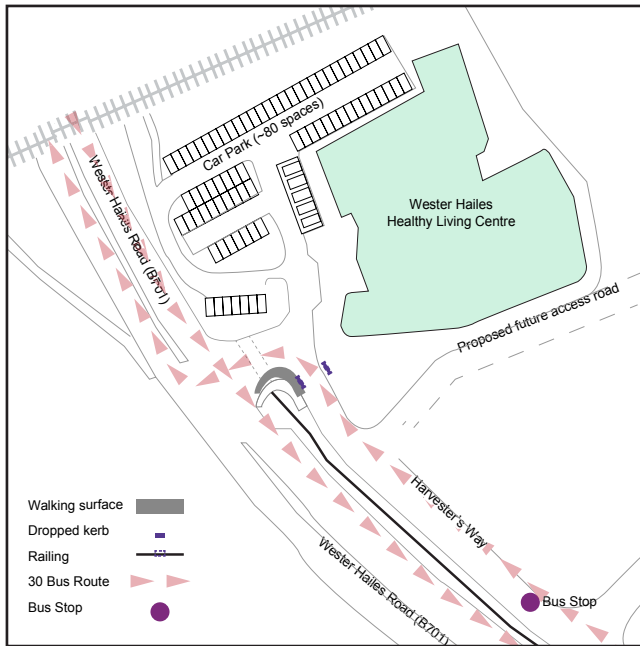 Car Park (~80 spaces)
Wester Hailes Road (B701)
Wester Hailes
Healthy Living Centre
Proposed future access road
Harvester's Way
Wester Hailes Road (B701)
Bus Stop
Walking surface
Dropped kerb
Railing
30 Bus Route
Bus Stop